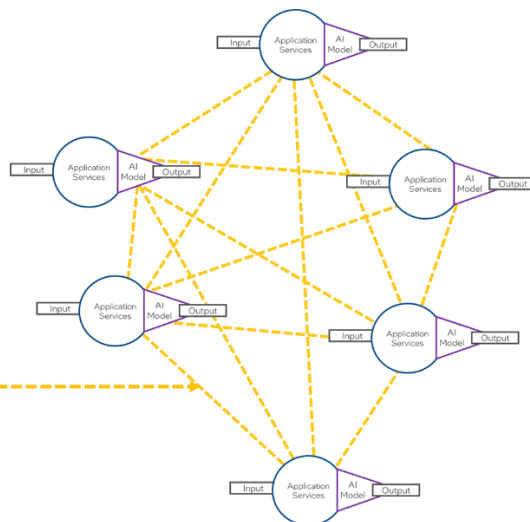 Input
Application
Services
AI
Model
Output
Input
Application
Services
AI
Model
Output
Input
Application
Services
AI
Model
Output
Input
Application
Services
AI
Model
Output
Input
Application
Services
AI
Model
Output
Input
Application
Services
AI
Model
Output